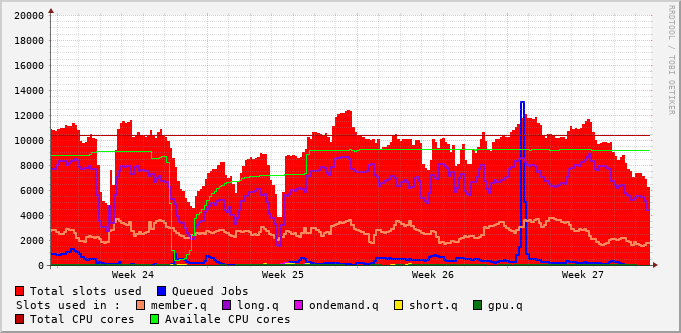 20000
18000
16000
14000
12000
10000
8000
6000
4000
2000
0
Week 24 Week 25 Week 26 Week 27
RRDTOOL / TOBI OETIKER
Total slots used Queued Jobs
Slots used in : member.q long.q ondemand.q short.q gpu.q
Total CPU cores Availale CPU cores